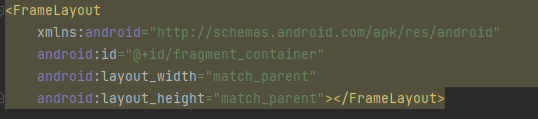 <FrameLayout
xmlns:android="http://schemas.android.com/apk/res/android"
android:id="@+id/fragment_container"
android:layout_width="match_parent"
android:layout_height="match_parent"></FrameLayout>